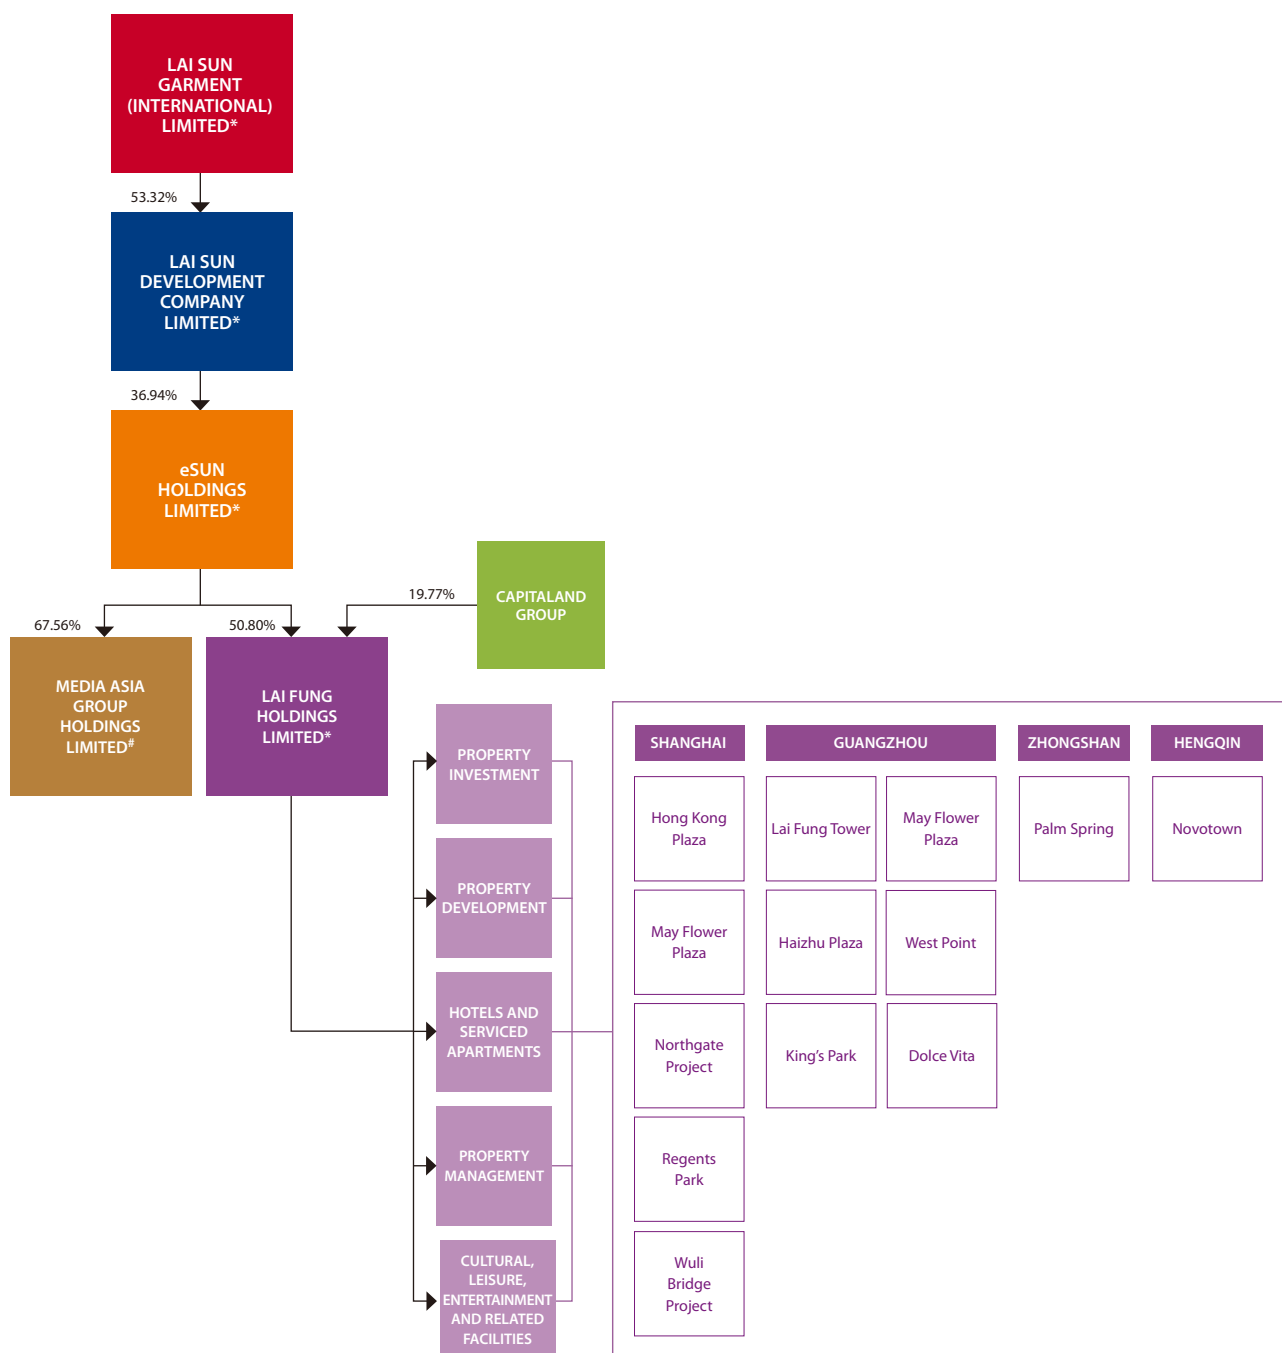 LAI SUN
GARMENT
(INTERNATIONAL)
LIMITED*
53.32%
LAI SUN
DEVELOPMENT
COMPANY
LIMITED*
36.94%
eSUN
HOLDINGS
LIMITED*
19.77%
CAPITALAND
GROUP
67.56%
50.80%
MEDIA ASIA
GROUP
HOLDINGS
LIMITED#
LAI FUNG
HOLDINGS
LIMITED*
PROPERTY
INVESTMENT
PROPERTY
DEVELOPMENT
HOTELS AND
SERVICED
APARTMENTS
PROPERTY
MANAGEMENT
CULTURAL,
LEISURE,
ENTERTAINMENT
AND RELATED
FACILITIES
SHANGHAI
Hong Kong
Plaza
May Flower
Plaza
Northgate
Project
Regents
Park
Wuli
Bridge
Project
GUANGZHOU
Lai Fung Tower
May Flower
Plaza
Haizhu Plaza
West Point
King's Park
Dolce Vita
ZHONGSHAN
Palm Spring
HENGQIN
Novotown